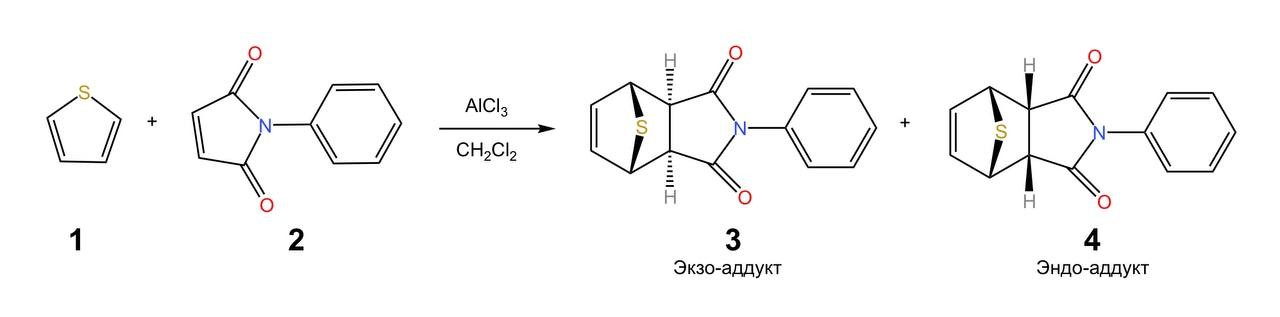 S + O N O AlCl3 CH2Cl2 H S H O N O + H S H O N O
1 2 3 4
Экзо-аддукт Эндо-аддукт